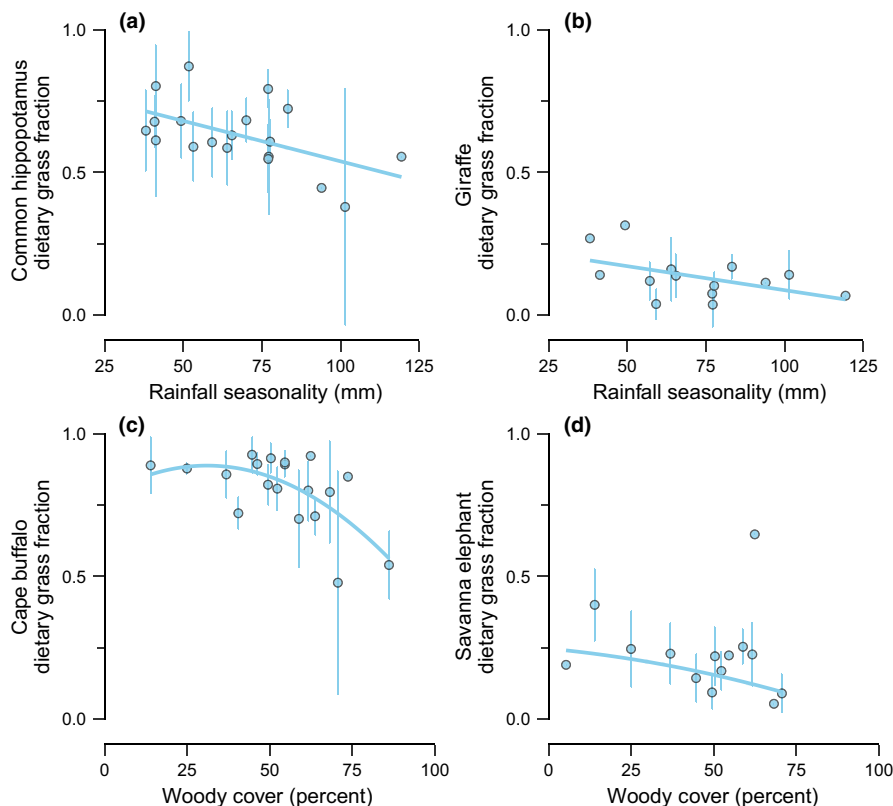 (a)
Common hippopotamus
dietary grass fraction
1.0
0.5
0.0
25 50 75 100 125
Rainfall seasonality (mm)
(b)
Giraffe
dietary grass fraction
1.0
0.5
0.0
25 50 75 100 125
Rainfall seasonality (mm)
(c)
Cape buffalo
dietary grass fraction
1.0
0.5
0.0
0 25 50 75 100
Woody cover (percent)
(d)
Savanna elephant
dietary grass fraction
1.0
0.5
0.0
0 25 50 75 100
Woody cover (percent)